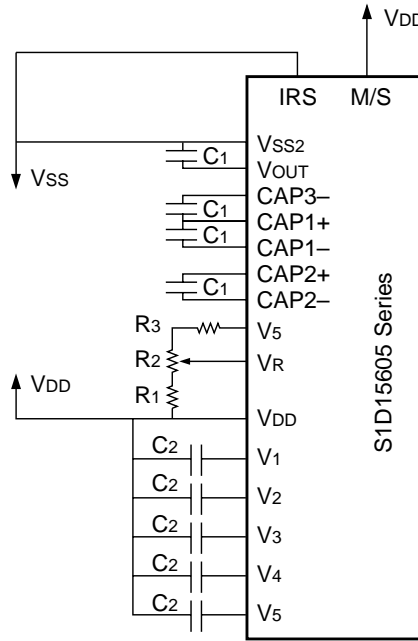 VDD
IRS M/S
VSS2
C1
VOUT
VSS
CAP3–
C1
CAP1+
C1
CAP1–
CAP2+
C1
CAP2–
R3
V5
R2
VR
VDD
R1
VDD
C2
V1
C2
V2
C2
V3
C2
V4
C2
V5
S1D15605 Series